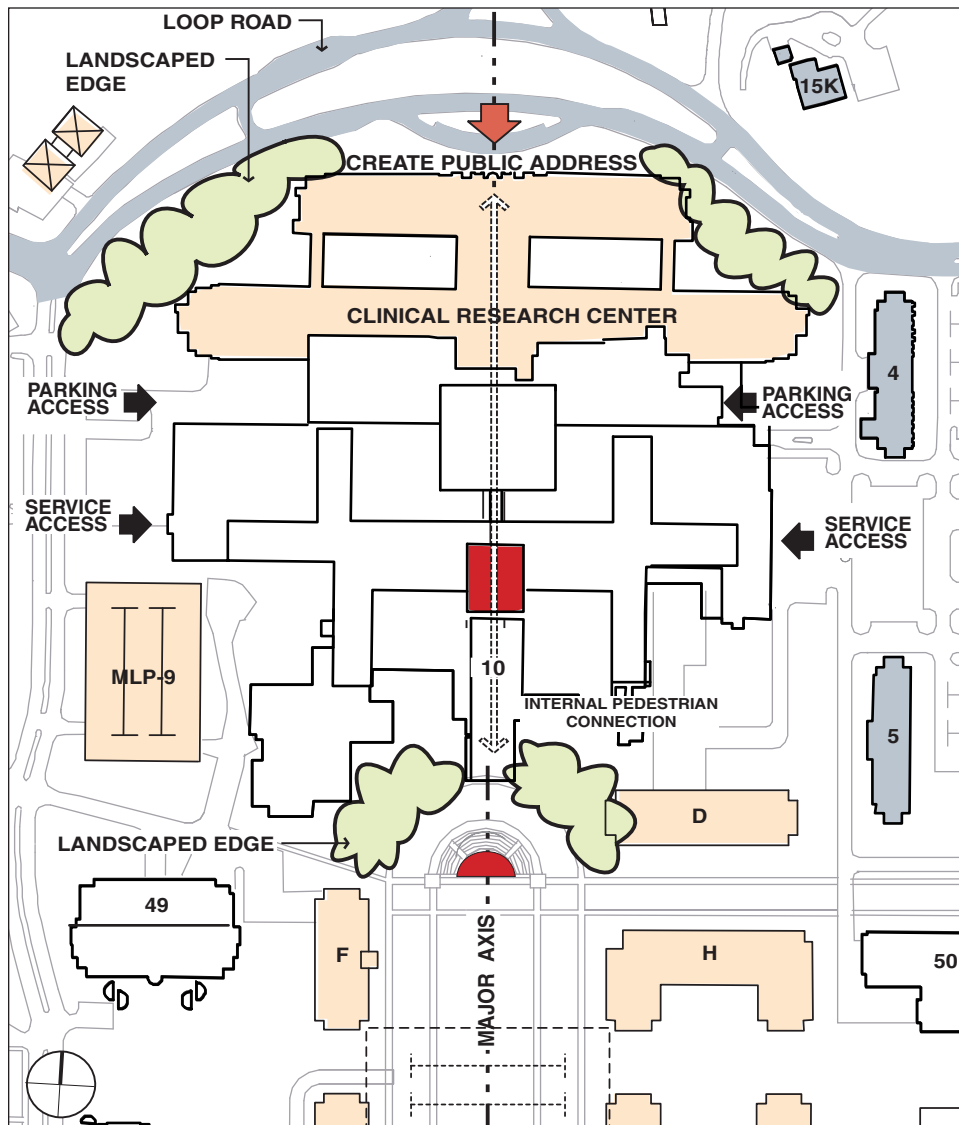 LOOP ROAD
LANDSCAPED
EDGE
15K
CREATE PUBLIC ADDRESS
CLINICAL RESEARCH CENTER
4
PARKING
ACCESS
PARKING
ACCESS
SERVICE
ACCESS
SERVICE
ACCESS
10
MLP-9
INTERNAL PEDESTRIAN
CONNECTION
5
D
LANDSCAPED EDGE
49
F
MAJOR AXIS
H
50